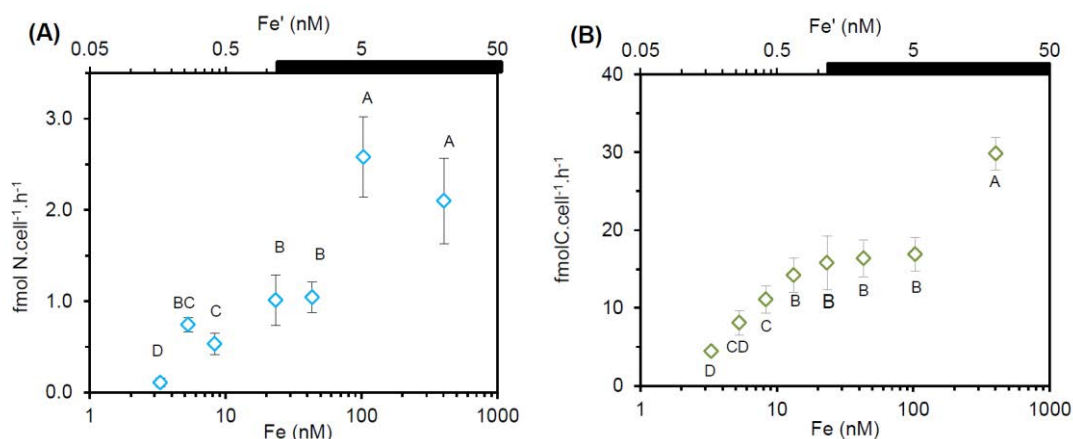 (A)
Fe' (nM)
0.05 0.5 5 50
fmol N.cell⁻¹.h⁻¹
3.0
2.0
1.0
0.0
D
BC
C
B
B
A
A
1 10 100 1000
Fe (nM)
(B)
Fe' (nM)
0.05 0.5 5 50
fmolC.cell⁻¹.h⁻¹
40
30
20
10
0
D
CD
C
B
B
B
B
A
1 10 100 1000
Fe (nM)